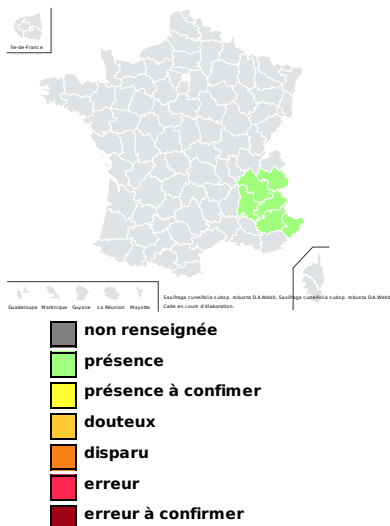 Île-de-France
Guadeloupe Martinique Guyane La Réunion Mayotte
Saxifraga cuneifolia subsp. robusta D.A.Webb, Saxifraga cuneifolia subsp. robusta D.A.Webb
Carte en cours d'élaboration.
non renseignée
présence
présence à confimer
douteux
disparu
erreur
erreur à confirmer